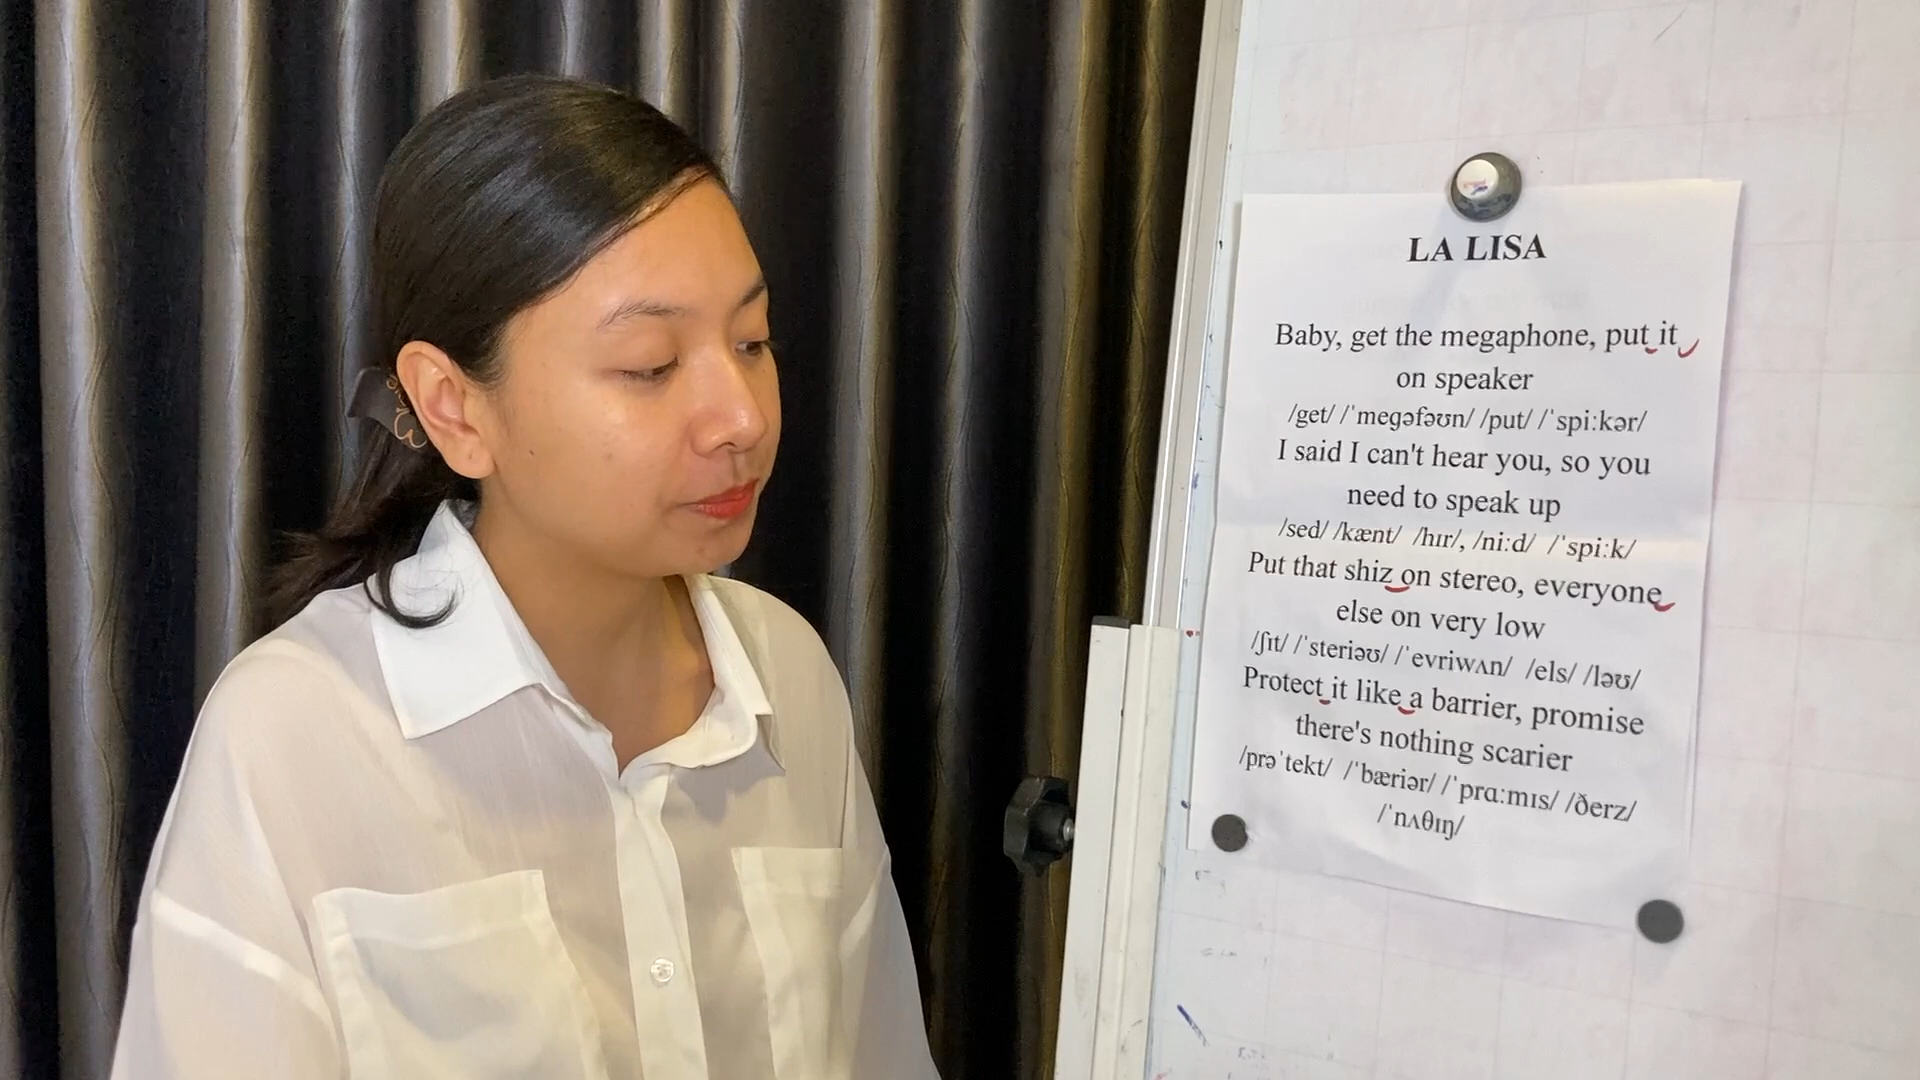 LA LISA
Baby, get the megaphone, put it
on speaker
/get/ /ˈmegəfəʊn/ /put/ /ˈspiːkər/
I said I can't hear you, so you
need to speak up
/sed/ /kænt/ /hɪr/, /niːd/ /ˈspiːk/
Put that shiz on stereo, everyone
else on very low
/ʃɪt/ /ˈsteriəʊ/ /ˈevriwʌn/ /els/ /ləʊ/
Protect it like a barrier, promise
there's nothing scarier
/prəˈtekt/ /ˈbæriər/ /ˈprɑːmɪs/ /ðerz/
/ˈnʌθɪŋ/